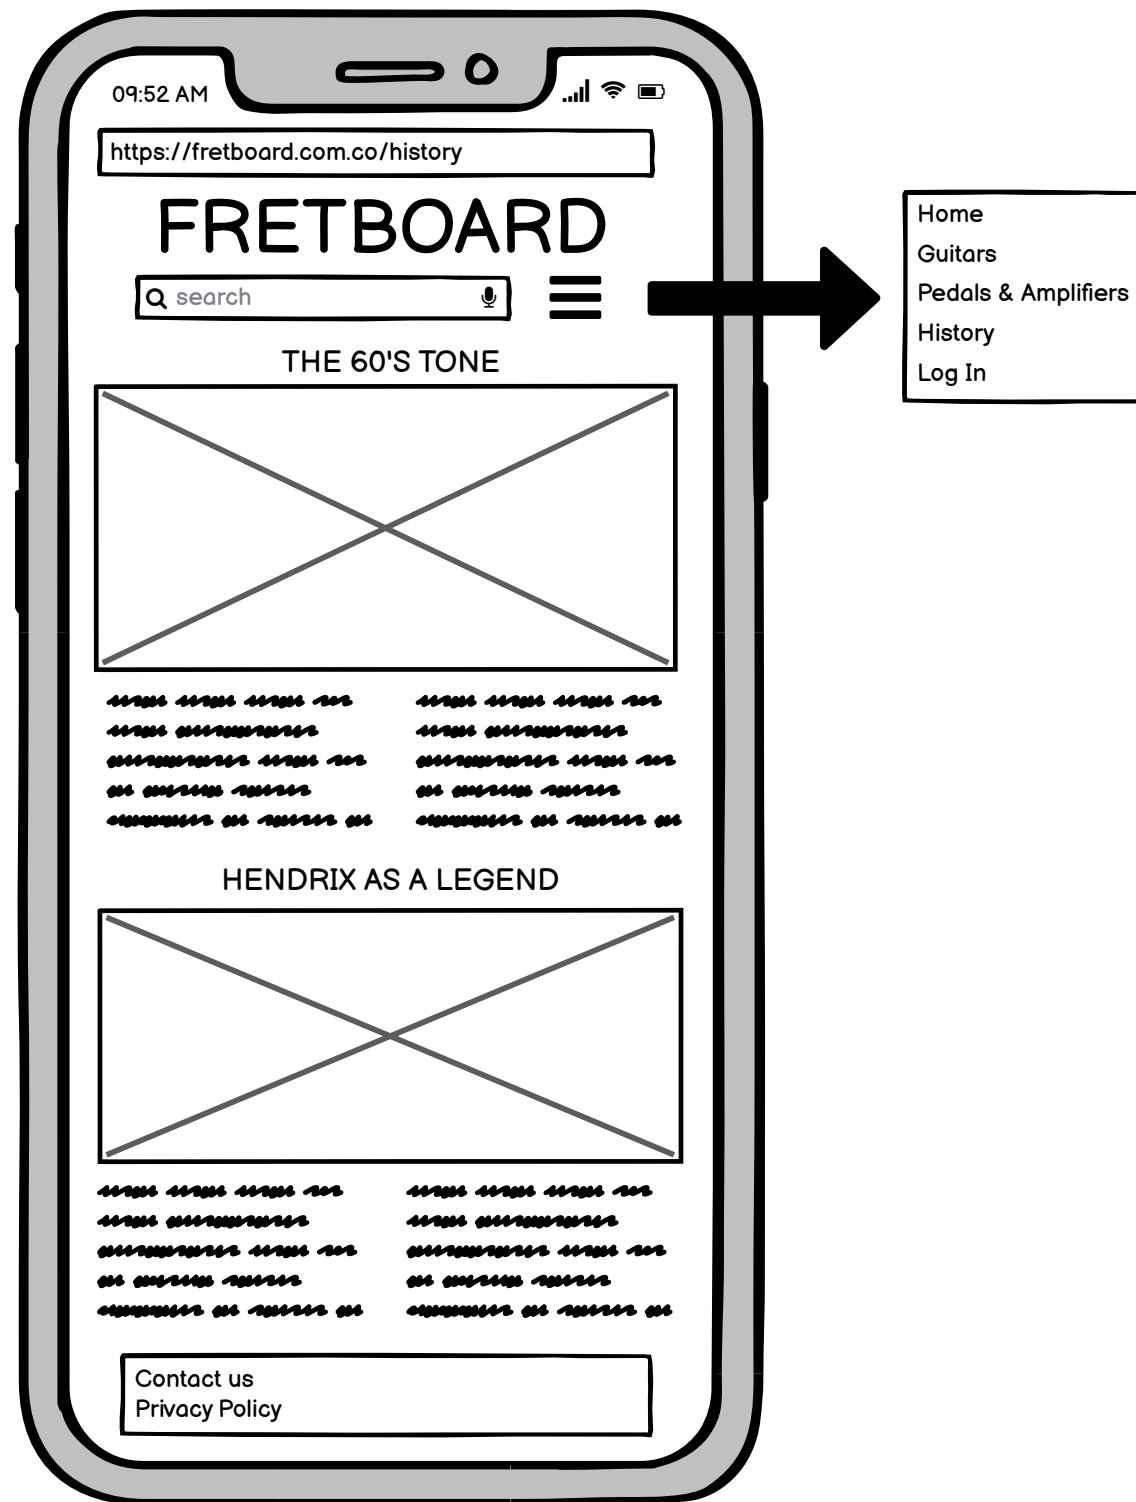 09:52 AM
https://fretboard.com.co/history
FRETBOARD
search
THE 60'S TONE
HENDRIX AS A LEGEND
Contact us
Privacy Policy
Home
Guitars
Pedals & Amplifiers
History
Log In